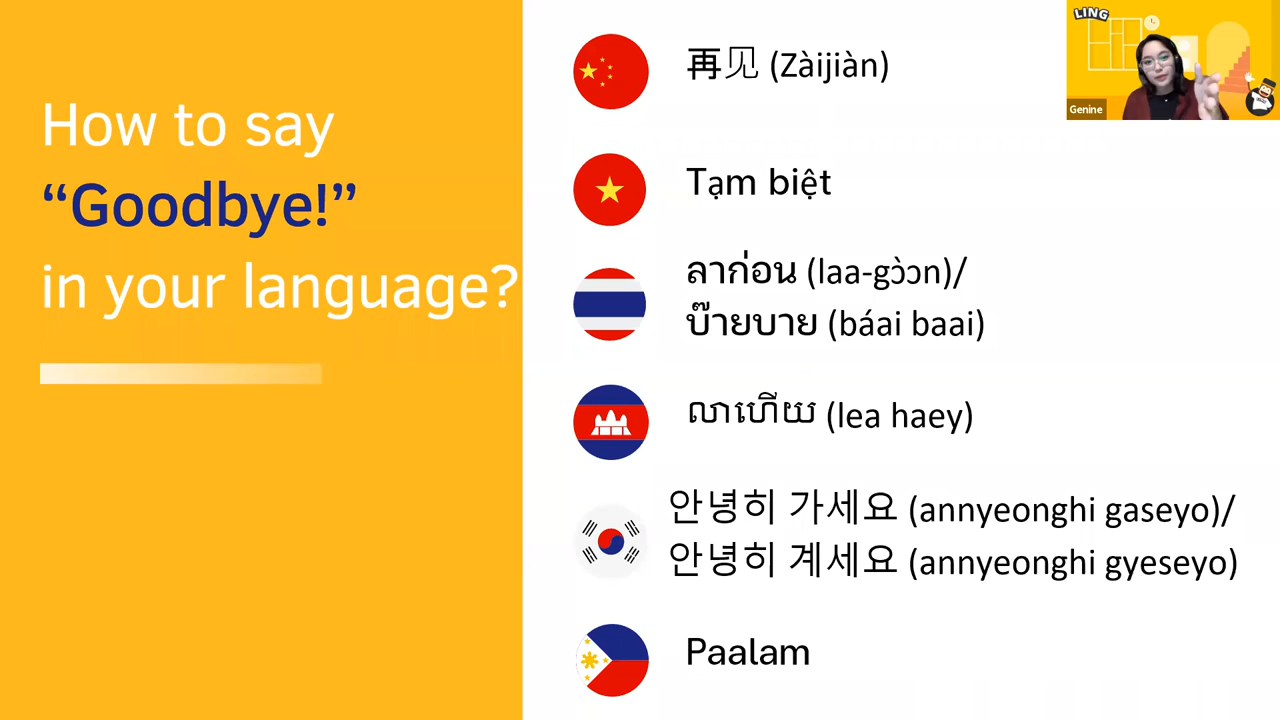 How to say
“Goodbye!”
in your language?
再见 (Zàijiàn)
Tạm biệt
ลาก่อน (laa-gɔ̀ɔn)/
บ๊ายบาย (báai baai)
លាហើយ (lea haey)
안녕히 가세요 (annyeonghi gaseyo)/
안녕히 계세요 (annyeonghi gyeseyo)
Paalam
LING
Genine